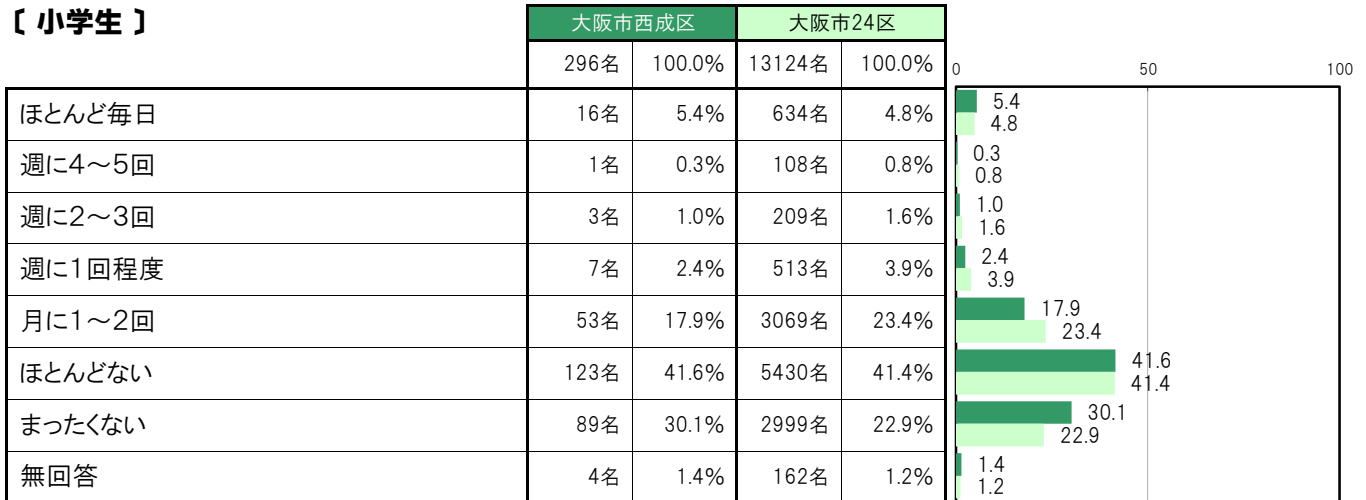 〔 小学生 〕
大阪市西成区 大阪市24区
296名 100.0% 13124名 100.0%
0 50 100
ほとんど毎日 16名 5.4% 634名 4.8% 5.4
4.8
週に4～5回 1名 0.3% 108名 0.8% 0.3
0.8
週に2～3回 3名 1.0% 209名 1.6% 1.0
1.6
週に1回程度 7名 2.4% 513名 3.9% 2.4
3.9
月に1～2回 53名 17.9% 3069名 23.4% 17.9
23.4
ほとんどない 123名 41.6% 5430名 41.4% 41.6
41.4
まったくない 89名 30.1% 2999名 22.9% 30.1
22.9
無回答 4名 1.4% 162名 1.2% 1.4
1.2